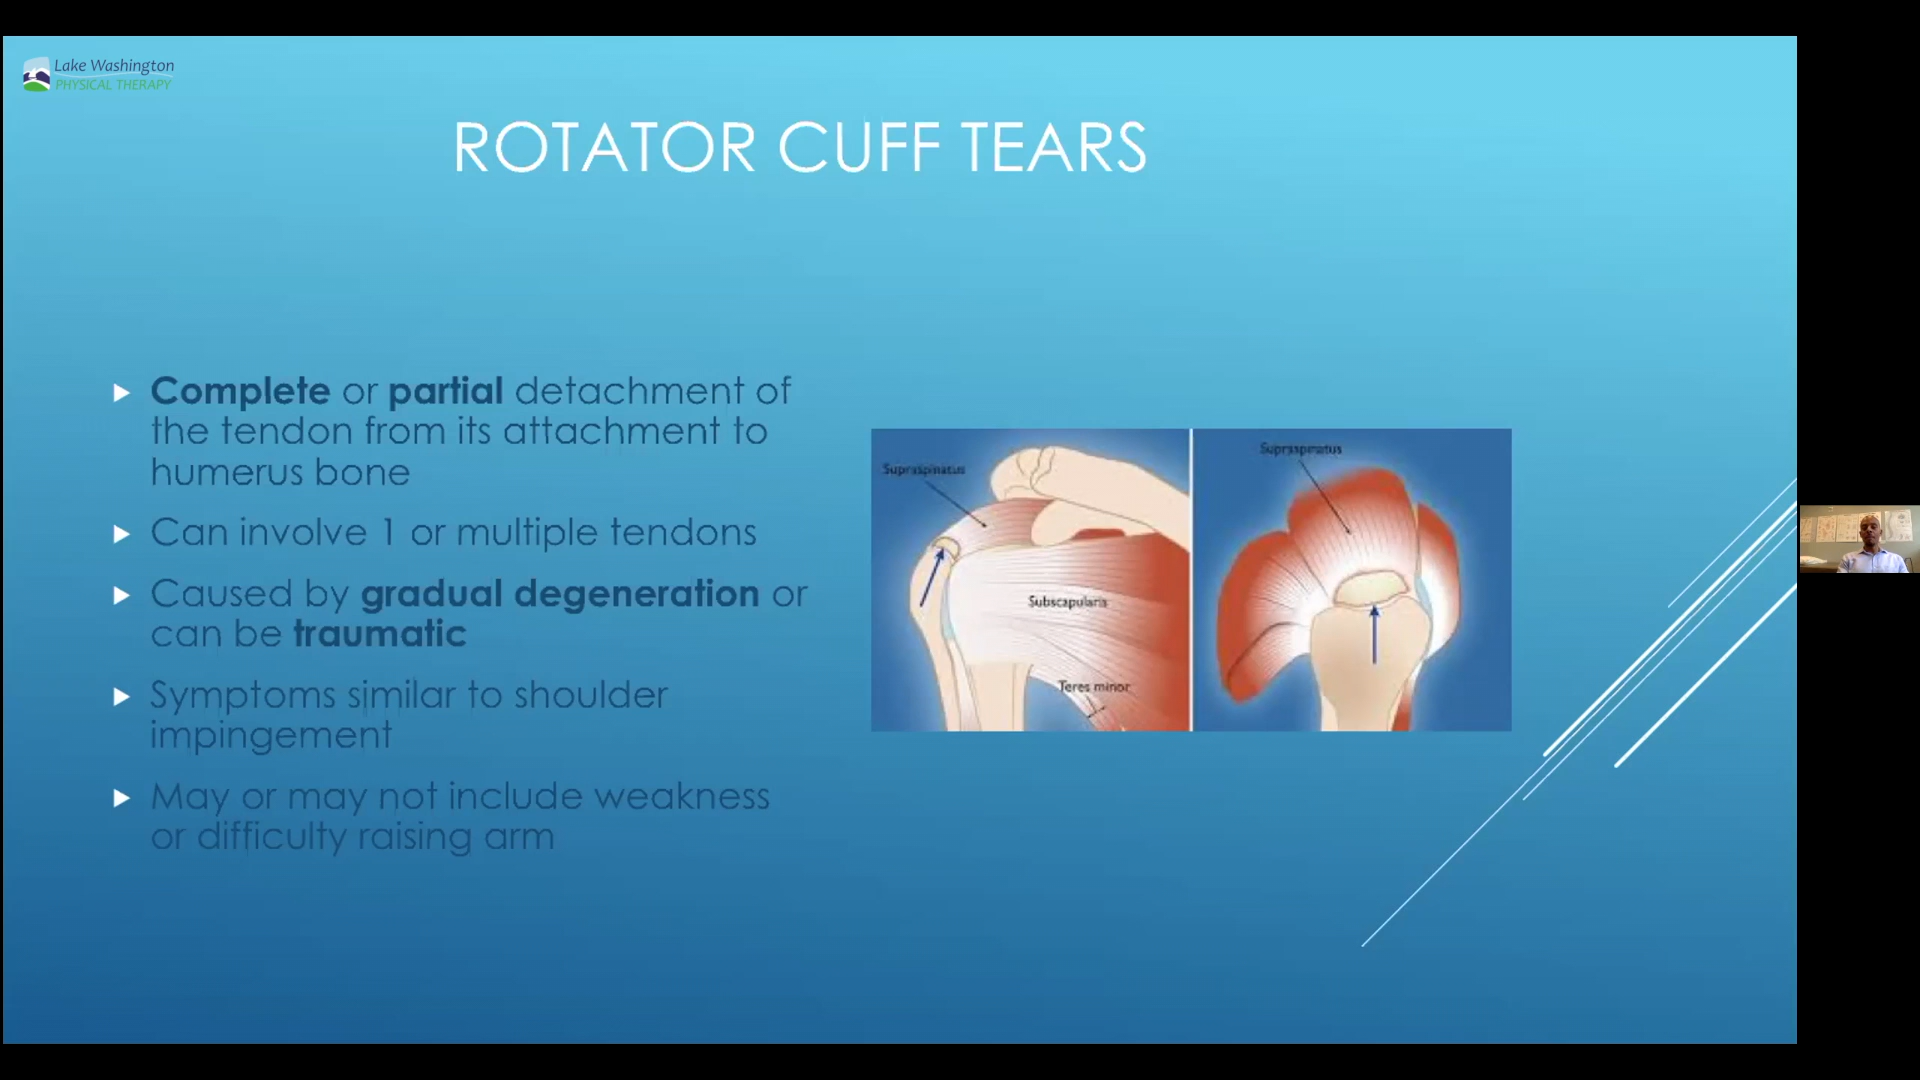 Lake Washington
PHYSICAL THERAPY
ROTATOR CUFF TEARS
Complete or partial detachment of
the tendon from its attachment to
humerus bone
Can involve 1 or multiple tendons
Caused by gradual degeneration or
can be traumatic
Symptoms similar to shoulder
impingement
May or may not include weakness
or difficulty raising arm
Supraspinatus
Subscapularis
Teres minor
Supraspinatus